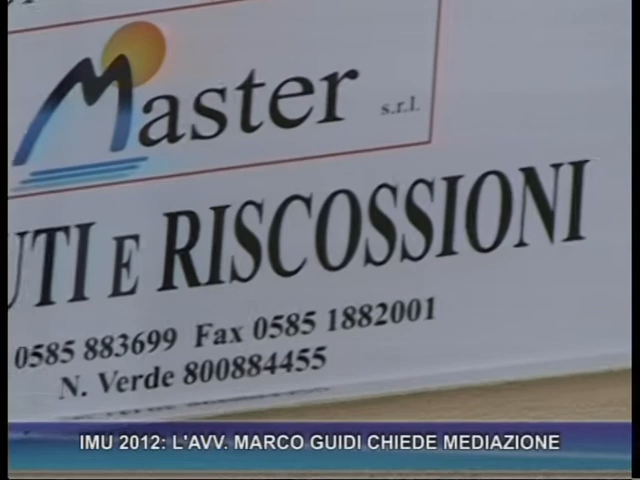 Master s.r.l.
UTI E RISCOSSIONI
0585 883699 Fax 0585 1882001
N. Verde 800884455
IMU 2012: L'AVV. MARCO GUIDI CHIEDE MEDIAZIONE